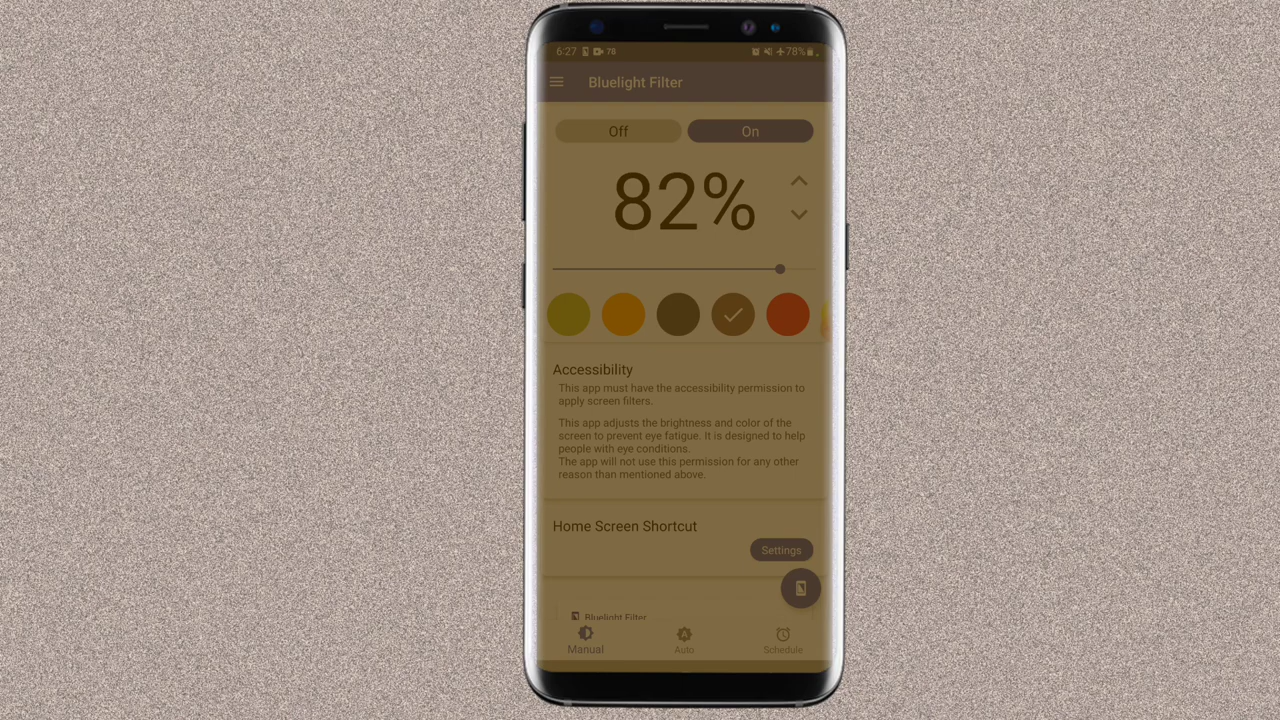 6:27 78 78%
Bluelight Filter
Off On
82%
Accessibility
This app must have the accessibility permission to
apply screen filters.
This app adjusts the brightness and color of the
screen to prevent eye fatigue. It is designed to help
people with eye conditions.
The app will not use this permission for any other
reason than mentioned above.
Home Screen Shortcut
Settings
Bluelight Filter
Manual Auto Schedule